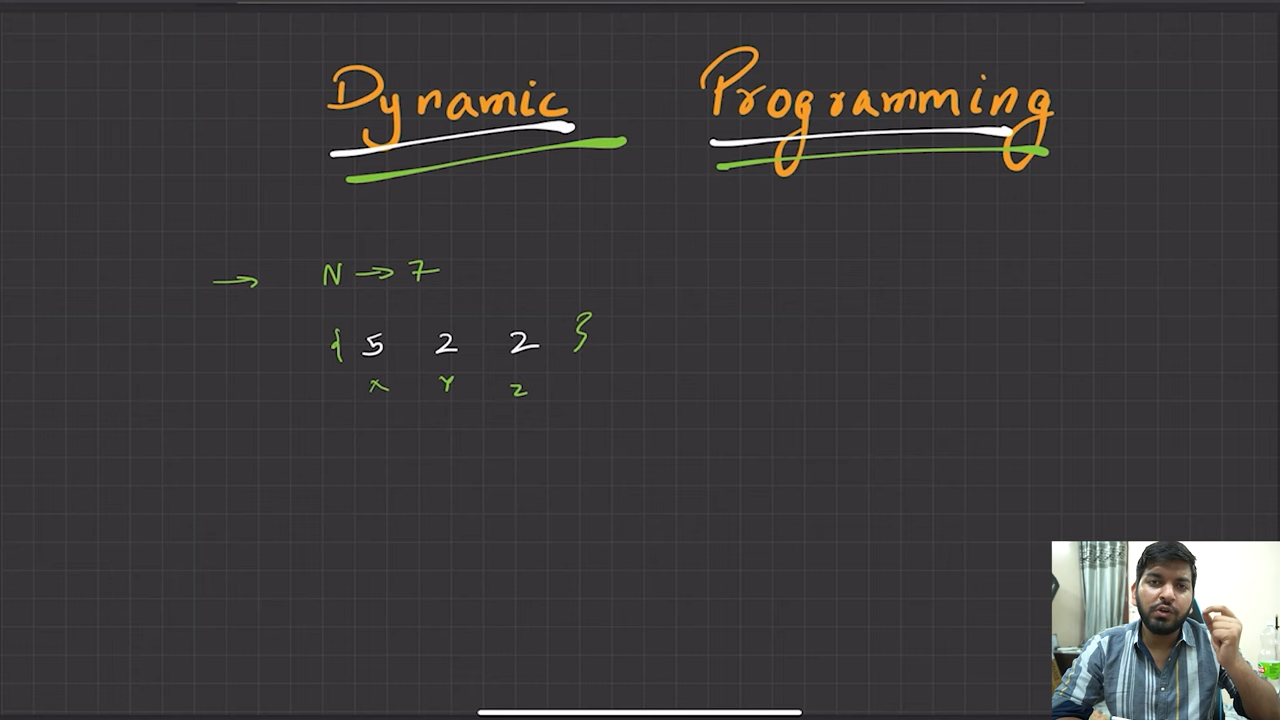 Dynamic Programming
→ N → 7
{ 5 2 2 }
x Y z